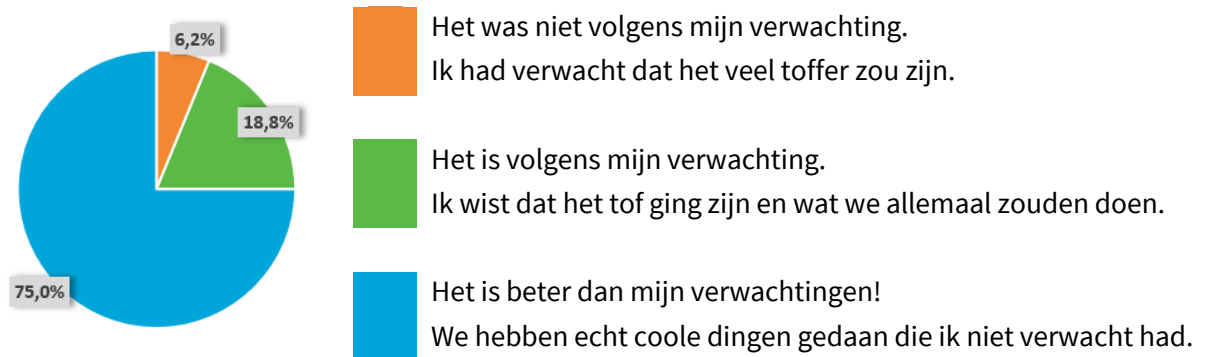 6,2%
Het was niet volgens mijn verwachting.
Ik had verwacht dat het veel toffer zou zijn.
18,8%
Het is volgens mijn verwachting.
Ik wist dat het tof ging zijn en wat we allemaal zouden doen.
75,0%
Het is beter dan mijn verwachtingen!
We hebben echt coole dingen gedaan die ik niet verwacht had.